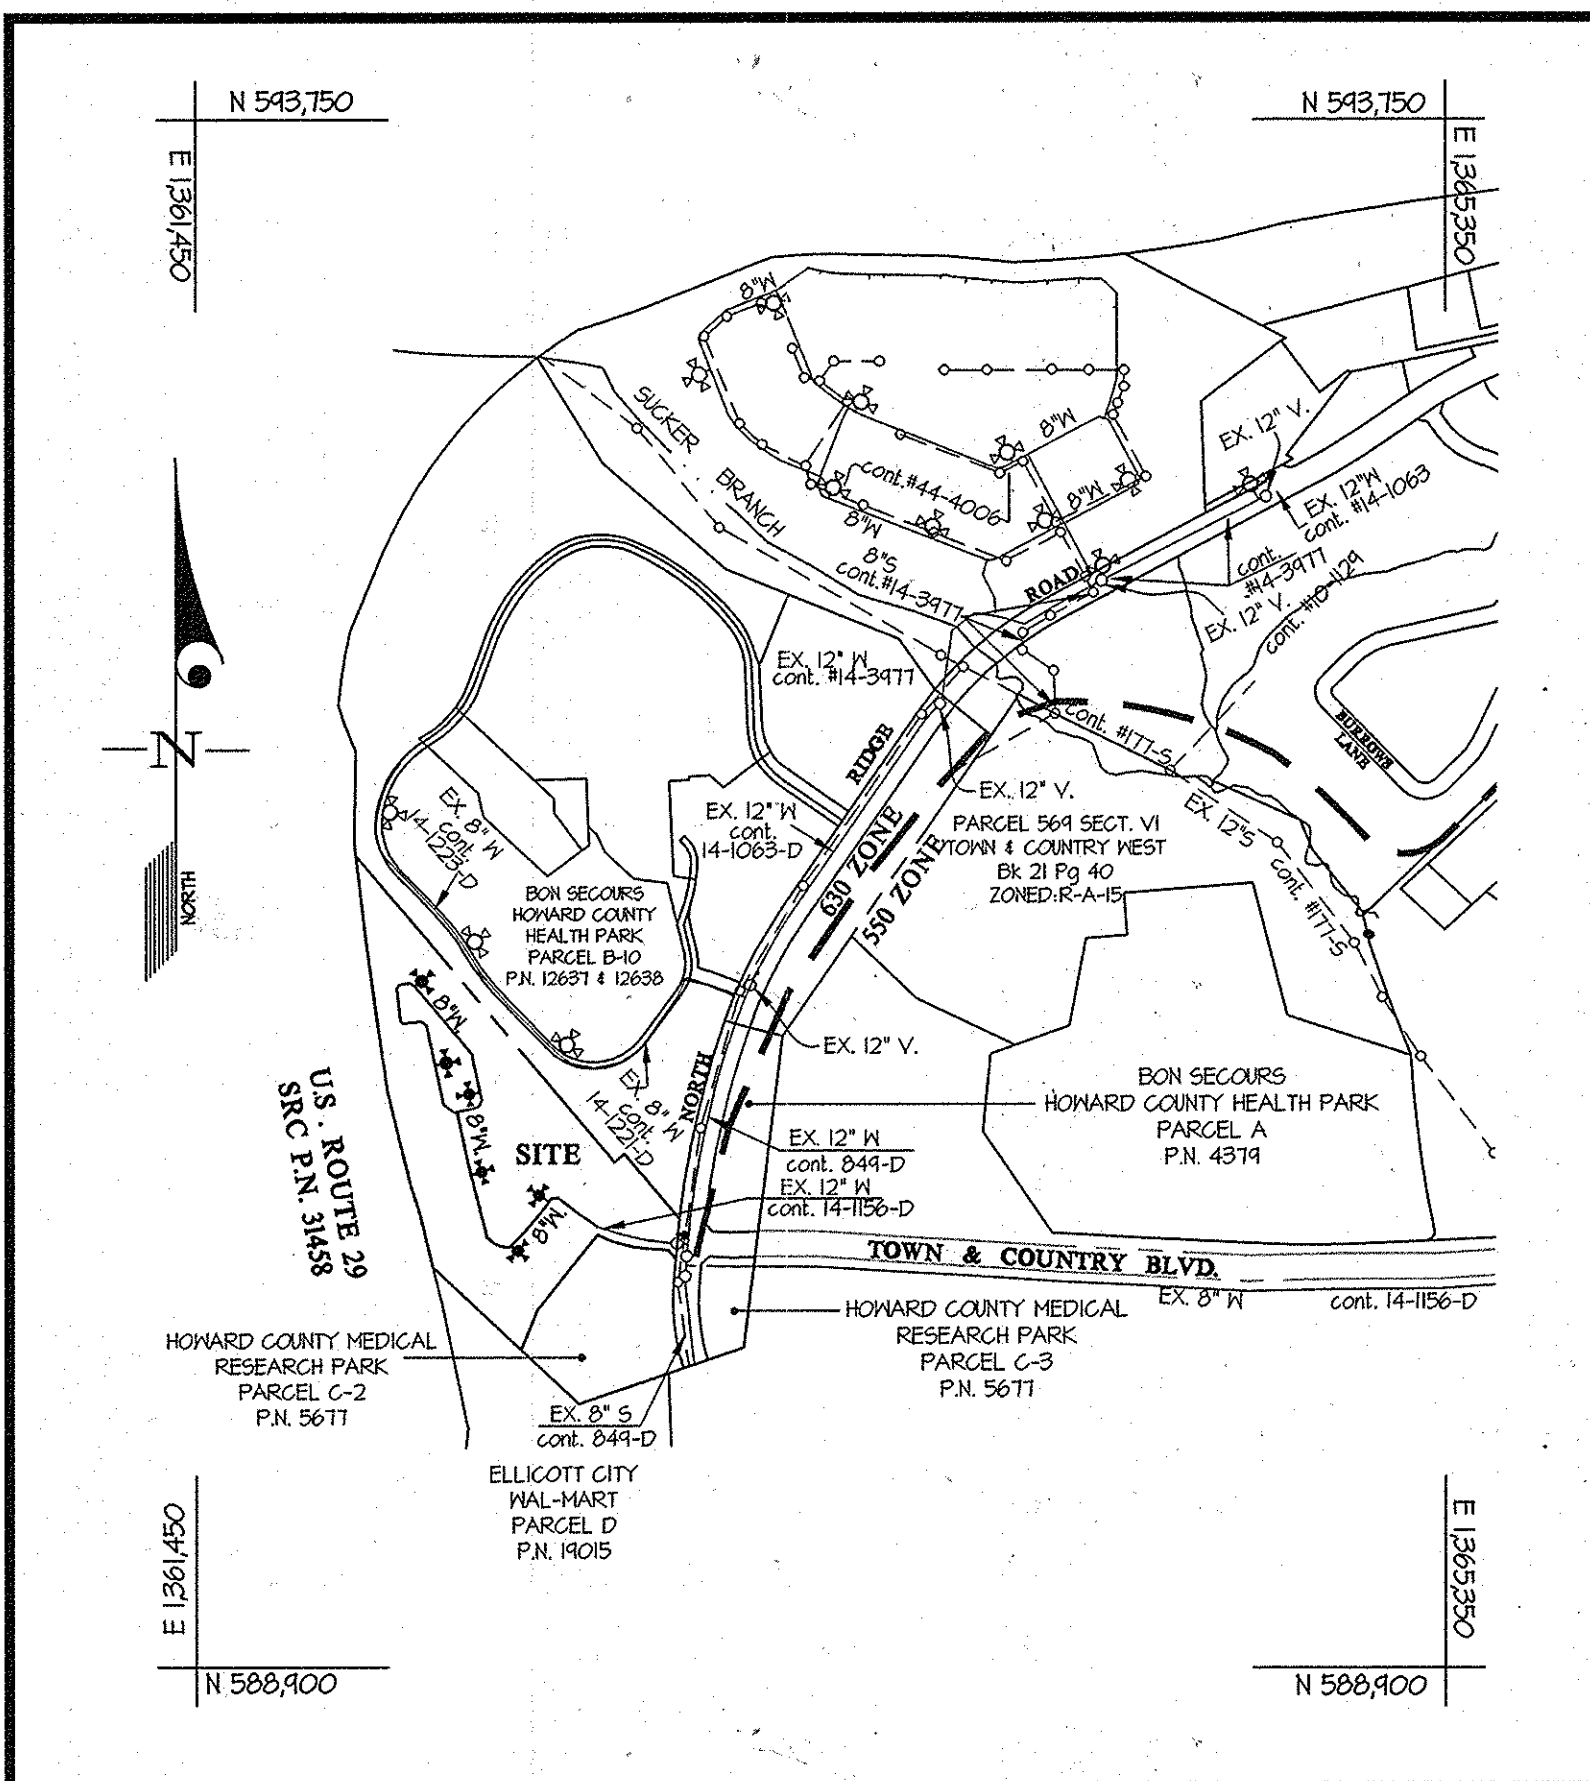 N 593,750
N 593,750
E 1,361,450
E 1,365,350
8"W
SUCKER
BRANCH
8"W
EX. 12" V.
cont.#44-4006
8"W
8"W
EX. 12"W
cont. #14-1063
8"S
cont.#14-3977
ROAD
cont.
#14-3977
EX. 12" V.
cont. #10-1129
EX. 12" W
cont. #14-3977
cont. #177-S
BURROWS
LANE
N
NORTH
RIDGE
EX. 12" V.
EX. 12"S
cont. #177-S
EX. 8" W
cont.
14-1223-D
EX. 12" W
cont.
14-1063-D
630 ZONE
550 ZONE
PARCEL 569 SECT. VI
TOWN & COUNTRY WEST
Bk 21 Pg 40
ZONED:R-A-15
BON SECOURS
HOWARD COUNTY
HEALTH PARK
PARCEL B-10
P.N. 12637 & 12638
8"W.
EX. 12" V.
U.S. ROUTE 29
SRC P.N. 31458
EX. 8" W
cont.
14-1221-D
NORTH
BON SECOURS
HOWARD COUNTY HEALTH PARK
PARCEL A
P.N. 4379
8"W.
SITE
EX. 12" W
cont. 849-D
EX. 12" W
cont. 14-1156-D
8"W.
TOWN & COUNTRY BLVD.
EX. 8" W
cont. 14-1156-D
HOWARD COUNTY MEDICAL
RESEARCH PARK
PARCEL C-2
P.N. 5677
HOWARD COUNTY MEDICAL
RESEARCH PARK
PARCEL C-3
P.N. 5677
EX. 8" S
cont. 849-D
ELLICOTT CITY
WAL-MART
PARCEL D
P.N. 19015
E 1,361,450
E 1,365,350
N 588,900
N 588,900